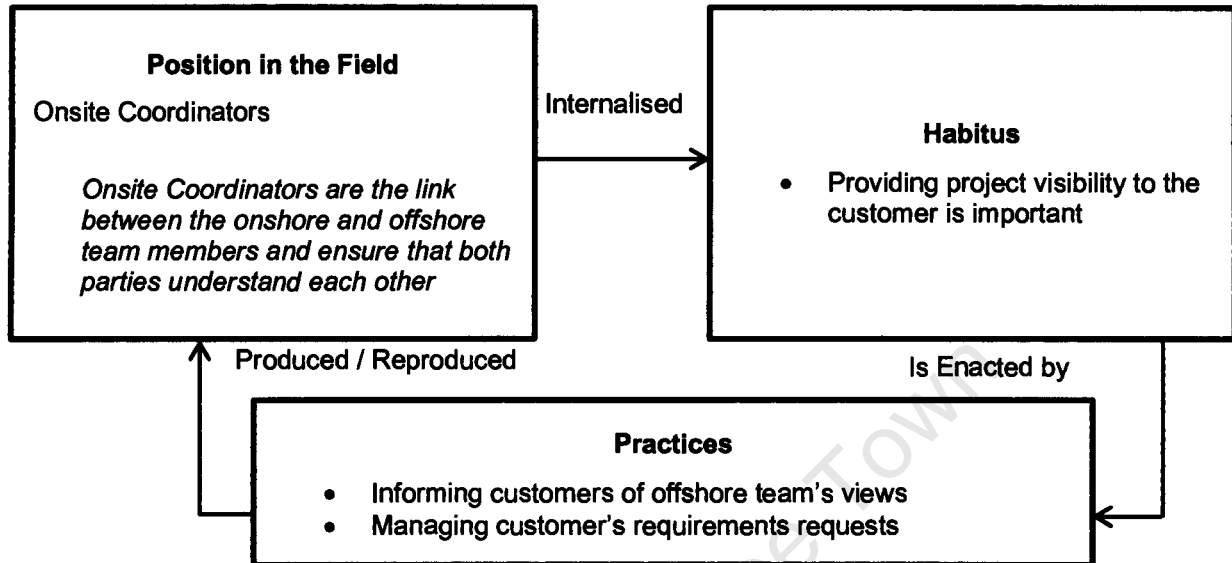 Position in the Field
Onsite Coordinators
Onsite Coordinators are the link
between the onshore and offshore
team members and ensure that both
parties understand each other
Internalised
Habitus
• Providing project visibility to the
customer is important
Produced / Reproduced
Is Enacted by
Practices
• Informing customers of offshore team's views
• Managing customer's requirements requests
Town